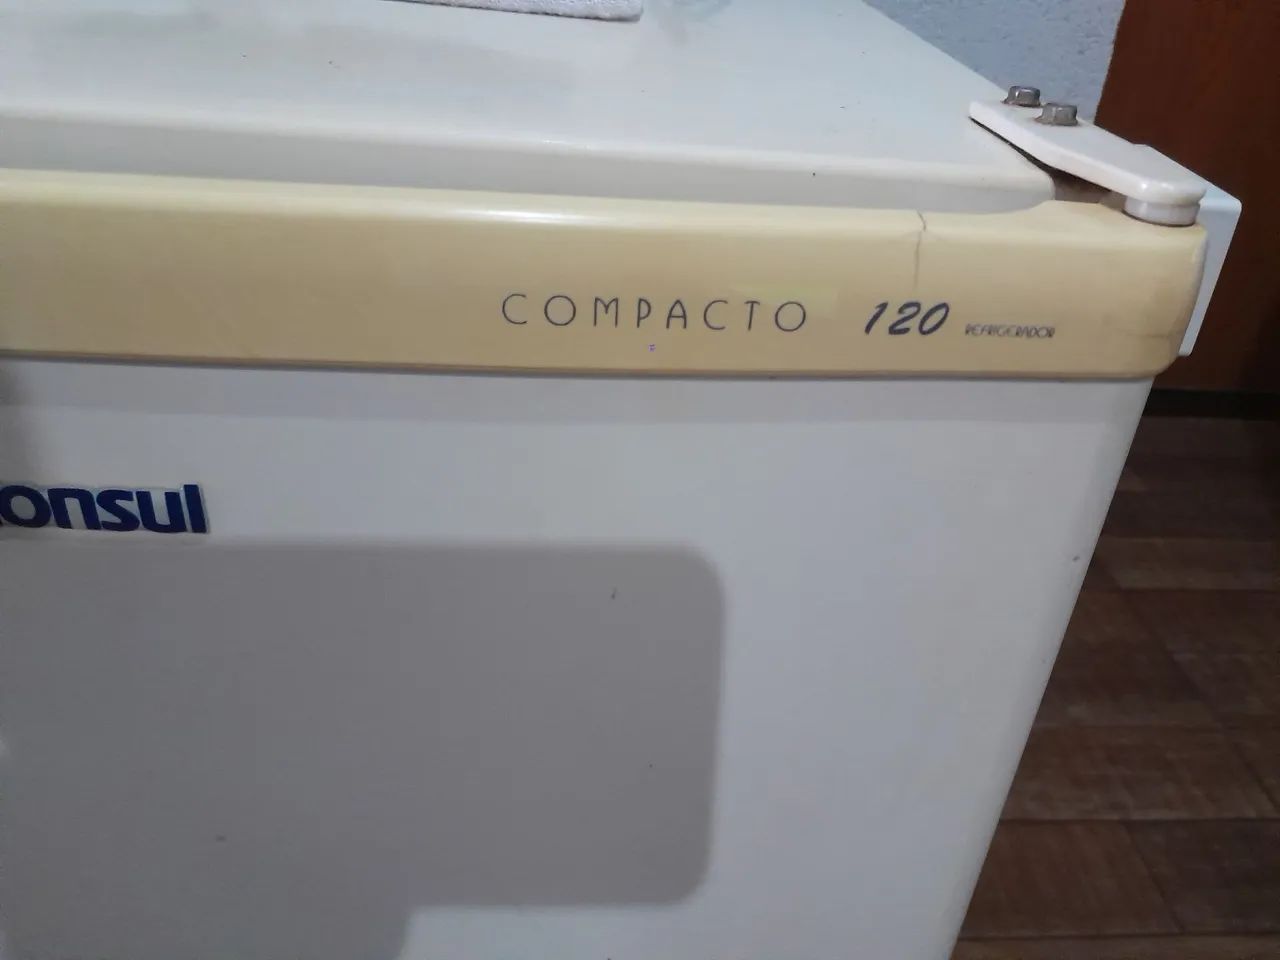 COMPACTO 120 REFRIGERADOR
onsul